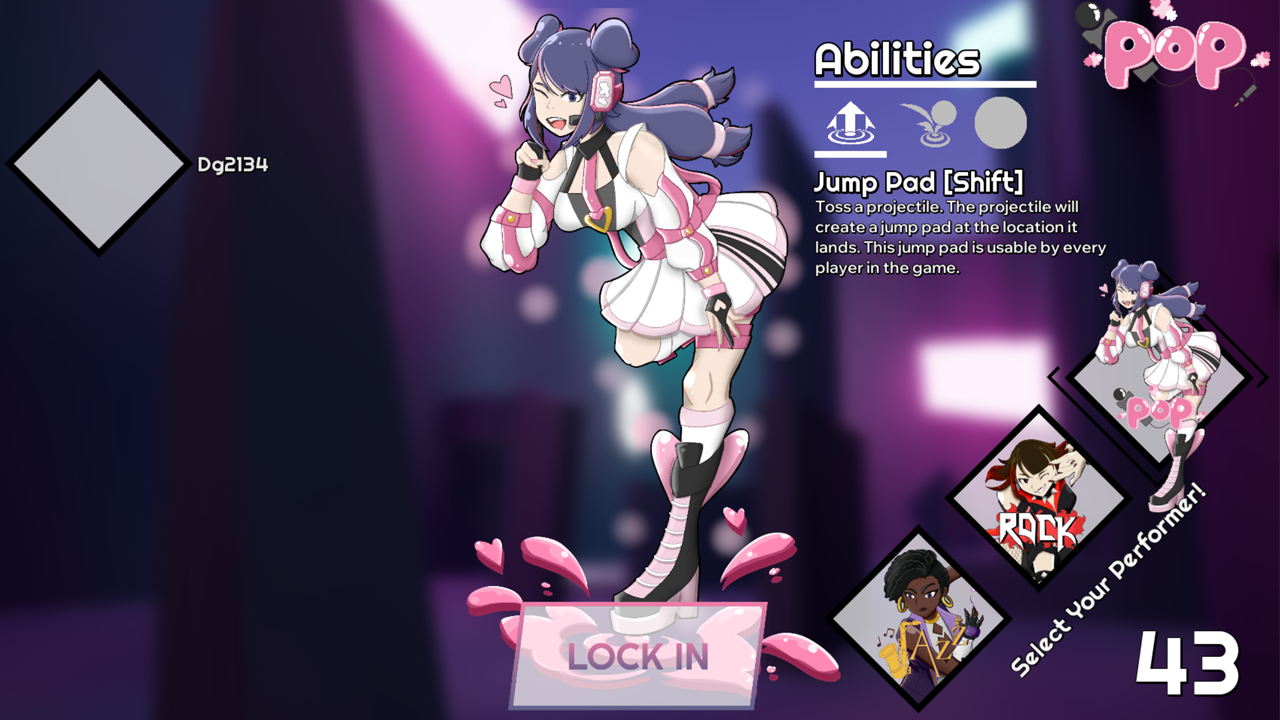 Abilities
POP
Dg2134
Jump Pad [Shift]
Toss a projectile. The projectile will
create a jump pad at the location it
lands. This jump pad is usable by every
player in the game.
POP
ROCK
JAZZ
Select Your Performer!
LOCK IN
43